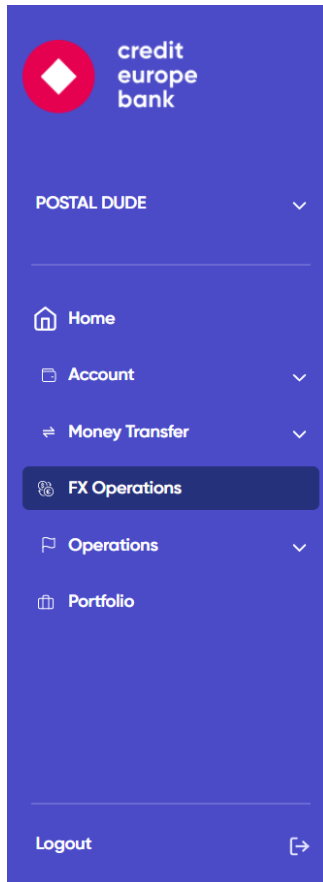 credit
europe
bank
POSTAL DUDE
Home
Account
Money Transfer
FX Operations
Operations
Portfolio
Logout